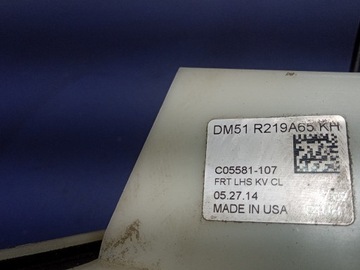 DM51 R219A65 KH
C05581-107
FRT LHS KV CL
05.27.14
MADE IN USA